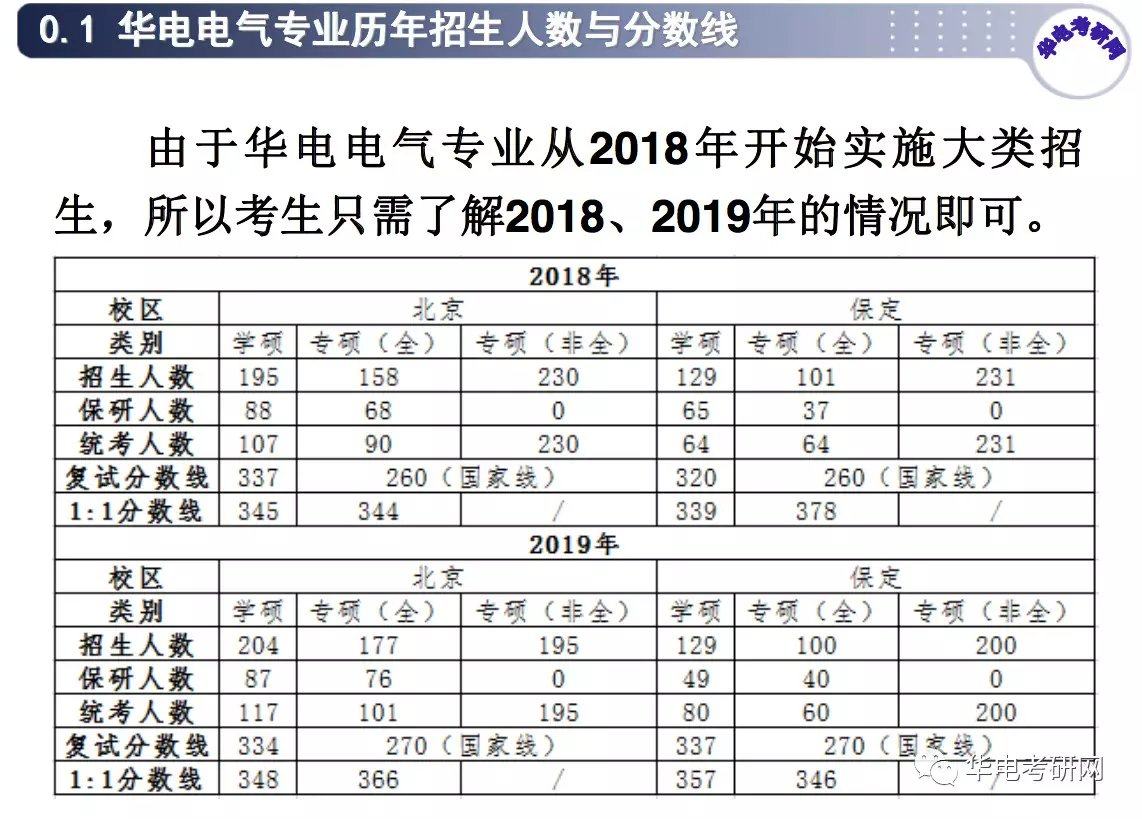 0.1 华电电气专业历年招生人数与分数线
华电考研网
由于华电电气专业从2018年开始实施大类招
生，所以考生只需了解2018、2019年的情况即可。
2018年
校区 北京 保定
类别 学硕 专硕（全） 专硕（非全） 学硕 专硕（全） 专硕（非全）
招生人数 195 158 230 129 101 231
保研人数 88 68 0 65 37 0
统考人数 107 90 230 64 64 231
复试分数线 337 260（国家线） 320 260（国家线）
1:1分数线 345 344 / 339 378 /
2019年
校区 北京 保定
类别 学硕 专硕（全） 专硕（非全） 学硕 专硕（全） 专硕（非全）
招生人数 204 177 195 129 100 200
保研人数 87 76 0 49 40 0
统考人数 117 101 195 80 60 200
复试分数线 334 270（国家线） 337 270（国家线）
1:1分数线 348 366 / 357 346 /
华电考研网